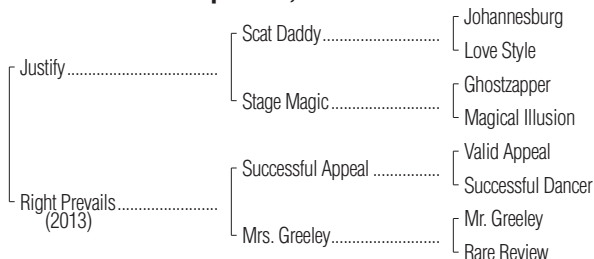 Johannesburg
Scat Daddy
Love Style
Justify
Ghostzapper
Stage Magic
Magical Illusion
Valid Appeal
Successful Appeal
Successful Dancer
Right Prevails
(2013)
Mr. Greeley
Mrs. Greeley
Rare Review